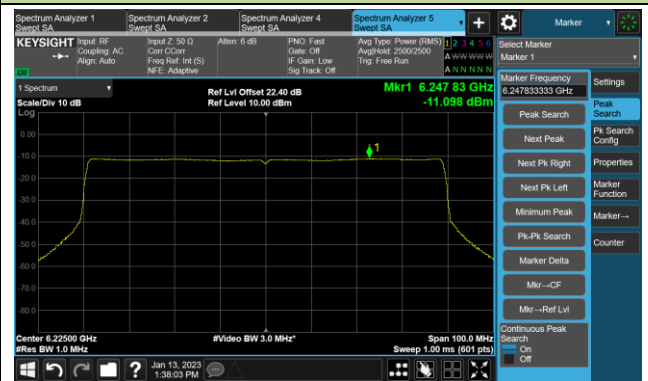 Spectrum Analyzer 1
Swept SA
Spectrum Analyzer 2
Swept SA
Spectrum Analyzer 4
Swept SA
Spectrum Analyzer 5
Swept SA
Marker
KEYSIGHT
Input: RF
Coupling: AC
Align: Auto
Input Z: 50 Ω
Corr CCorr
Freq Ref: Int (S)
NFE: Adaptive
Atten: 6 dB
PNO: Fast
Gate: Off
IF Gain: Low
Sig Track: Off
Avg Type: Power (RMS)
Avg|Hold: 2500/2500
Trig: Free Run
1 2 3 4 5 6
A W W W W W
A N N N N N
Select Marker
Marker 1
1 Spectrum
Scale/Div 10 dB
Log
Ref Lvl Offset 22.40 dB
Ref Level 10.00 dBm
Mkr1 6.247 83 GHz
-11.098 dBm
0.00
-10.0
-20.0
-30.0
-40.0
-50.0
-60.0
-70.0
-80.0
1
Center 6.22500 GHz
#Res BW 1.0 MHz
#Video BW 3.0 MHz*
Span 100.0 MHz
Sweep 1.00 ms (601 pts)
Marker Frequency
6.247833333 GHz
Peak Search
Next Peak
Next Pk Right
Next Pk Left
Minimum Peak
Pk-Pk Search
Marker Delta
Mkr→CF
Mkr→Ref Lvl
Continuous Peak
Search
On
Off
Settings
Peak
Search
Pk Search
Config
Properties
Marker
Function
Marker→
Counter
?
Jan 13, 2023
1:38:03 PM